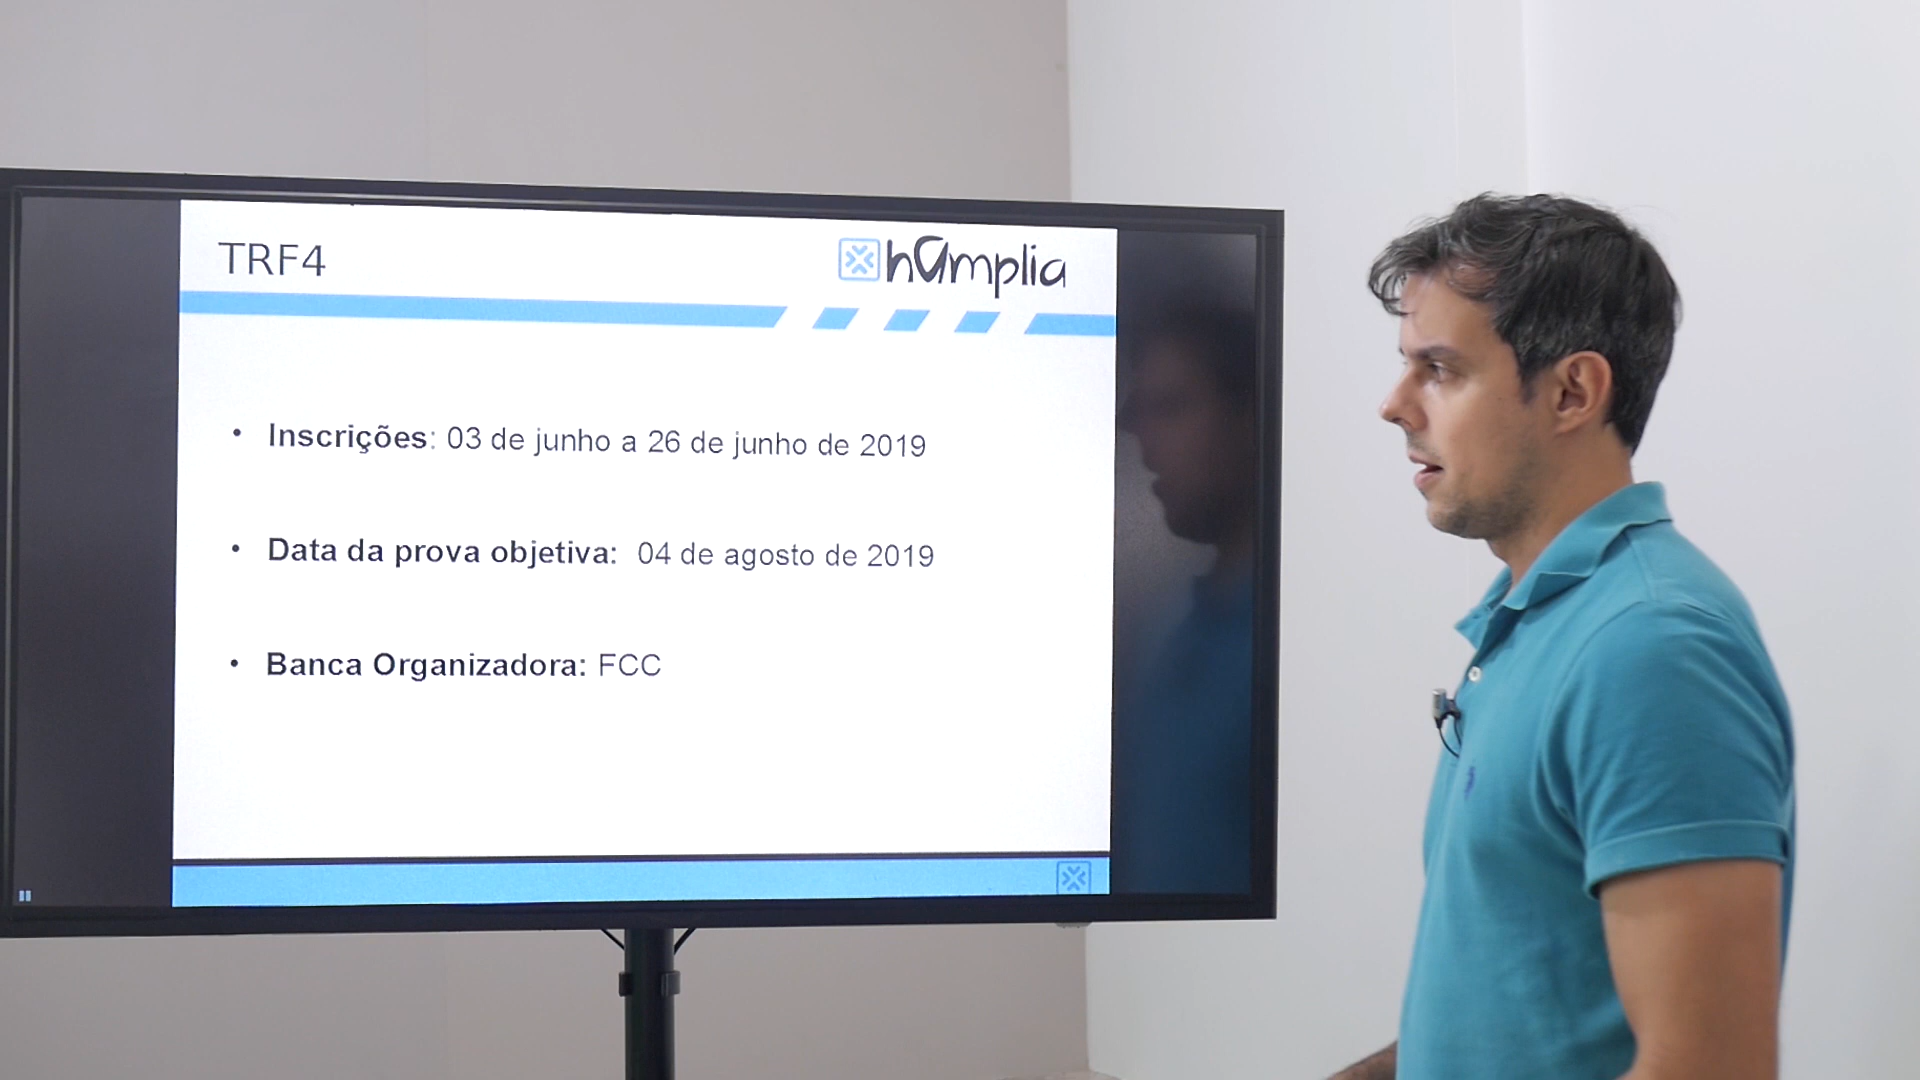 TRF4
hamplia
• Inscrições: 03 de junho a 26 de junho de 2019
• Data da prova objetiva: 04 de agosto de 2019
• Banca Organizadora: FCC